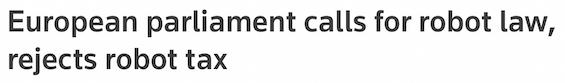 European parliament calls for robot law,
rejects robot tax